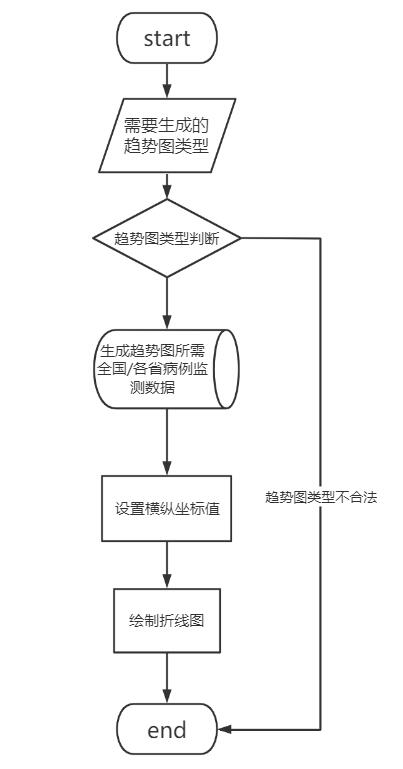 start
需要生成的
趋势图类型
趋势图类型判断
生成趋势图所需
全国/各省病例监
测数据
趋势图类型不合法
设置横纵坐标值
绘制折线图
end